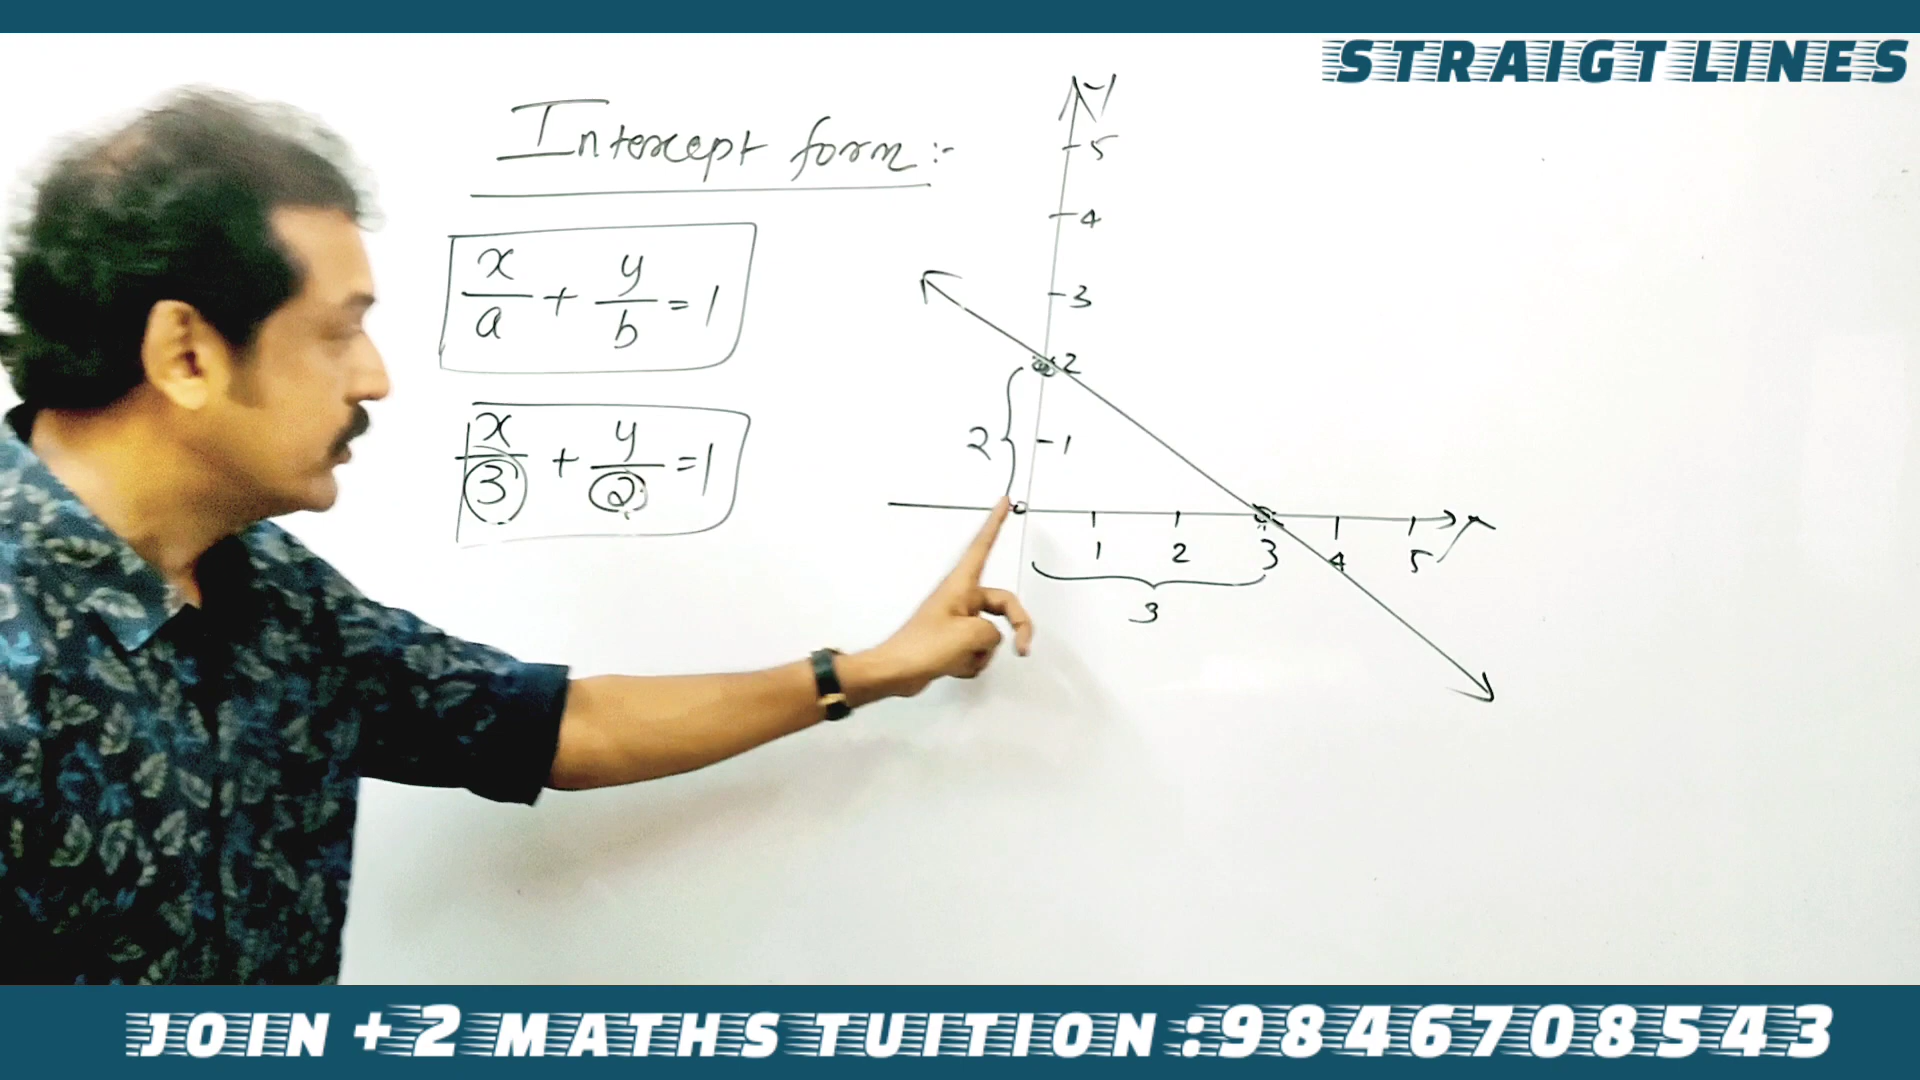 STRAIGT LINES
Intercept form :-
x/a + y/b = 1
x/3 + y/2 = 1
Y
5
4
3
2
1
2
0
1 2 3 4 5
X
3
JOIN +2 MATHS TUITION :9846708543